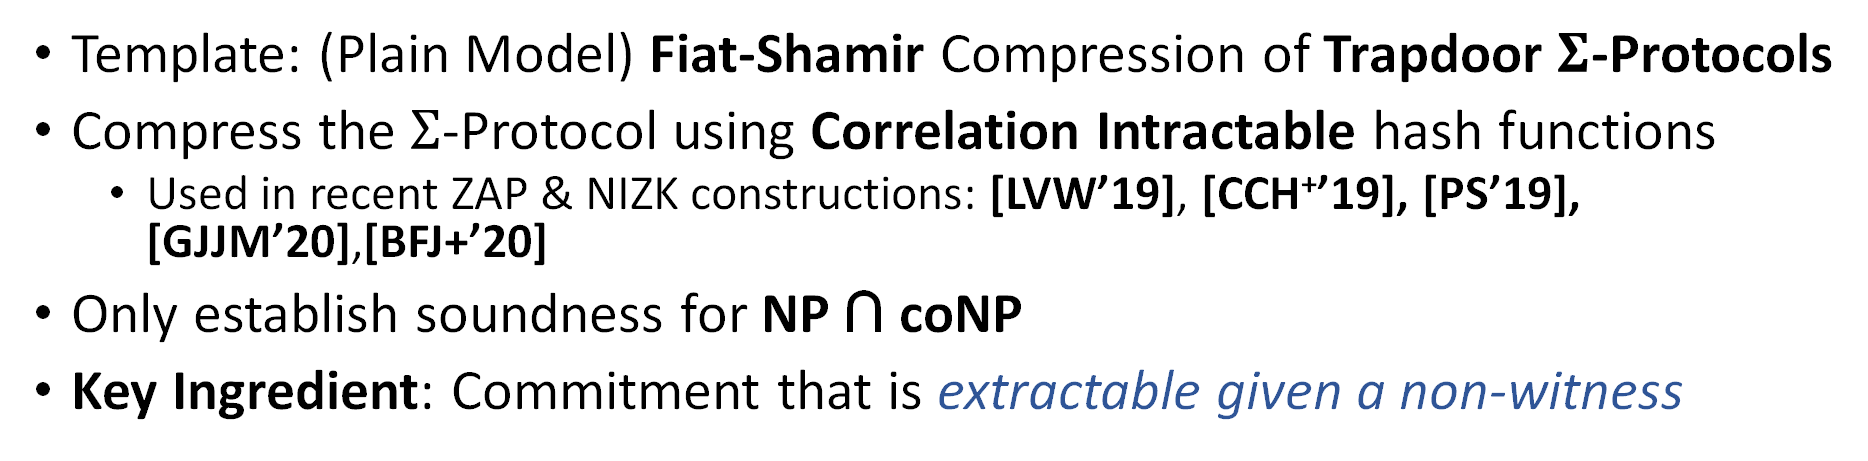 • Template: (Plain Model) Fiat-Shamir Compression of Trapdoor Σ-Protocols
• Compress the Σ-Protocol using Correlation Intractable hash functions
• Used in recent ZAP & NIZK constructions: [LVW’19], [CCH⁺’19], [PS’19],
[GJJM’20],[BFJ+’20]
• Only establish soundness for NP ∩ coNP
• Key Ingredient: Commitment that is extractable given a non-witness